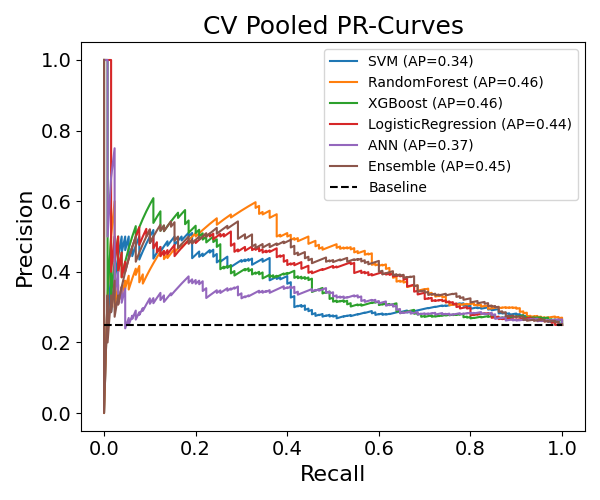 CV Pooled PR-Curves
SVM (AP=0.34)
RandomForest (AP=0.46)
XGBoost (AP=0.46)
LogisticRegression (AP=0.44)
ANN (AP=0.37)
Ensemble (AP=0.45)
Baseline
Precision
1.0
0.8
0.6
0.4
0.2
0.0
0.0 0.2 0.4 0.6 0.8 1.0
Recall